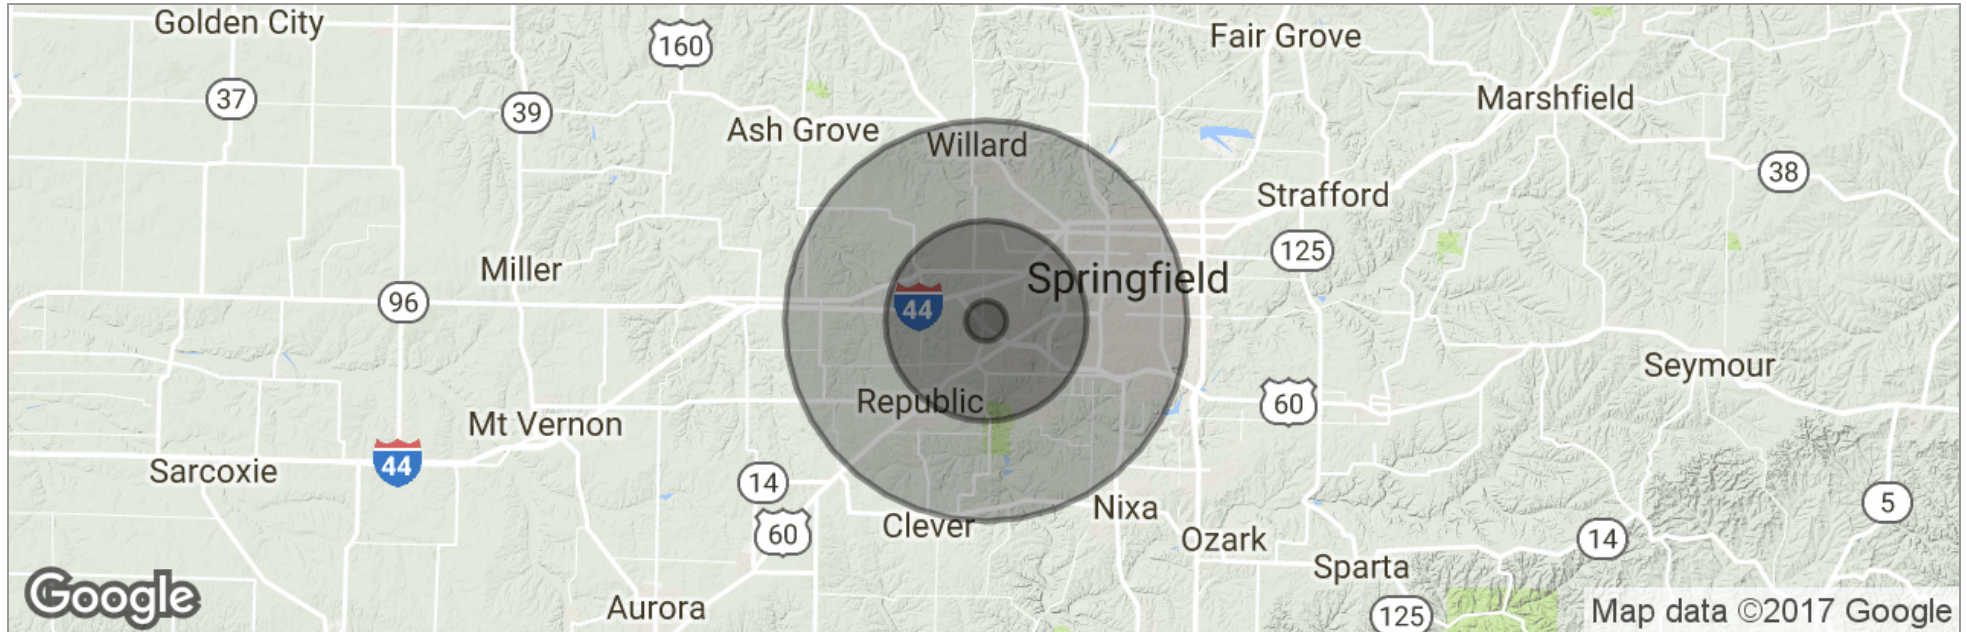 Golden City
160
Fair Grove
37
39
Marshfield
Ash Grove
Willard
38
Strafford
125
Miller
Springfield
96
44
Seymour
Republic
60
Mt Vernon
44
Sarcoxie
14
5
Nixa
Clever
60
Ozark
14
Sparta
Google
Aurora
125
Map data ©2017 Google